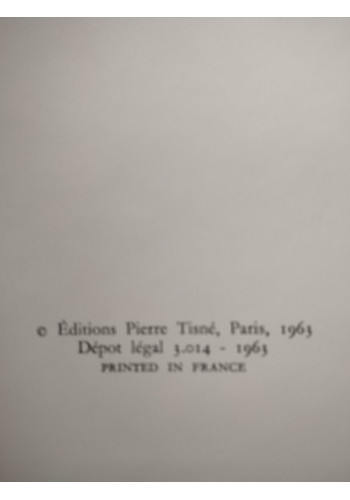 © Éditions Pierre Tisné, Paris, 1963
Dépot légal 3.014 - 1963
PRINTED IN FRANCE